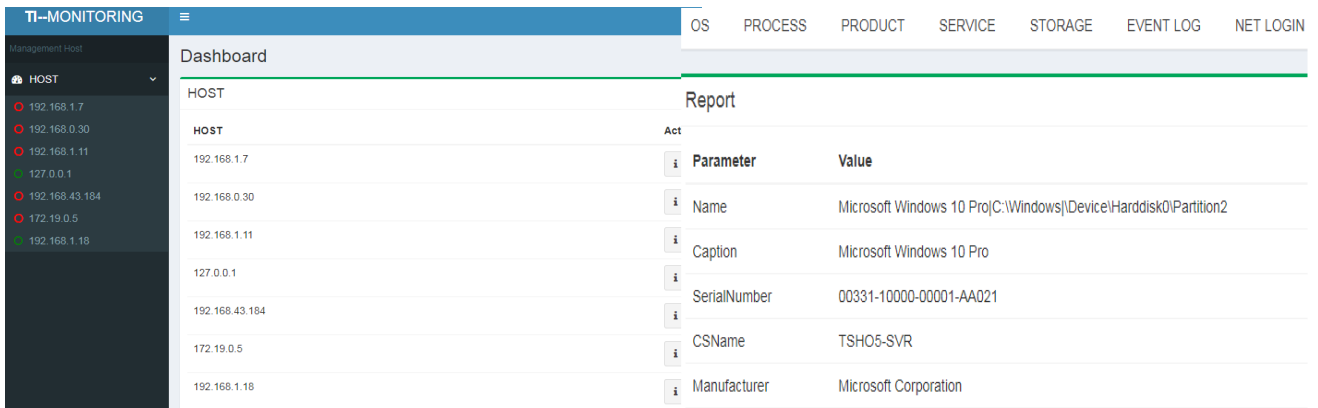 TI--MONITORING
Management Host
HOST
192.168.1.7
192.168.0.30
192.168.1.11
127.0.0.1
192.168.43.184
172.19.0.5
192.168.1.18
Dashboard
HOST
HOST Act
192.168.1.7 i
192.168.0.30 i
192.168.1.11 i
127.0.0.1 i
192.168.43.184 i
172.19.0.5 i
192.168.1.18 i
OS PROCESS PRODUCT SERVICE STORAGE EVENT LOG NET LOGIN
Report
Parameter Value
Name Microsoft Windows 10 Pro|C:\Windows|\Device\Harddisk0\Partition2
Caption Microsoft Windows 10 Pro
SerialNumber 00331-10000-00001-AA021
CSName TSHO5-SVR
Manufacturer Microsoft Corporation